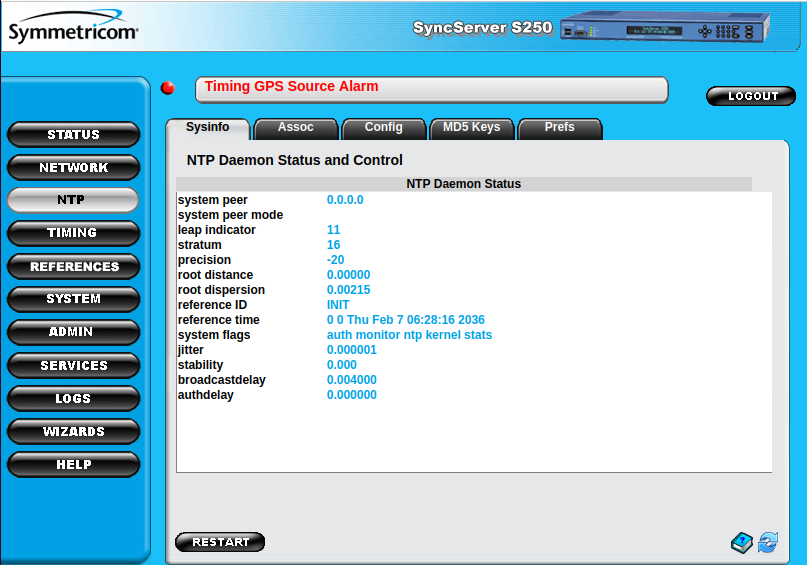 Symmetricom®
SyncServer S250
Timing GPS Source Alarm
LOGOUT
STATUS
NETWORK
NTP
TIMING
REFERENCES
SYSTEM
ADMIN
SERVICES
LOGS
WIZARDS
HELP
Sysinfo Assoc Config MD5 Keys Prefs
NTP Daemon Status and Control
NTP Daemon Status
system peer 0.0.0.0
system peer mode
leap indicator 11
stratum 16
precision -20
root distance 0.00000
root dispersion 0.00215
reference ID INIT
reference time 0 0 Thu Feb 7 06:28:16 2036
system flags auth monitor ntp kernel stats
jitter 0.000001
stability 0.000
broadcastdelay 0.004000
authdelay 0.000000
RESTART